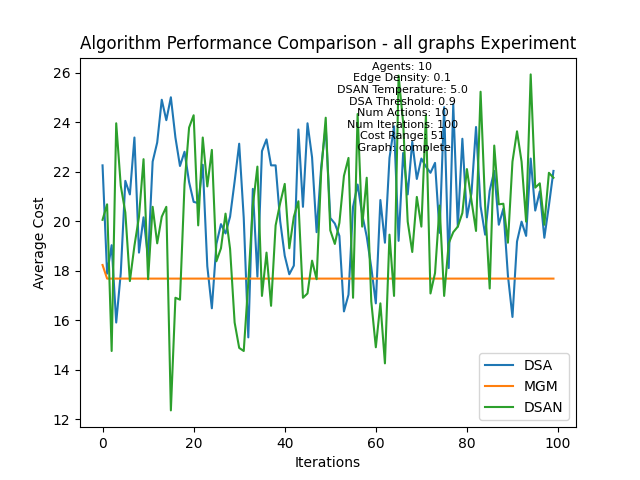 Algorithm Performance Comparison - all graphs Experiment
Agents: 10
Edge Density: 0.1
DSAN Temperature: 5.0
DSA Threshold: 0.9
Num Actions: 10
Num Iterations: 100
Cost Range: 51
Graph: complete
26
24
22
20
18
16
14
12
Average Cost
0
20
40
60
80
100
Iterations
DSA
MGM
DSAN